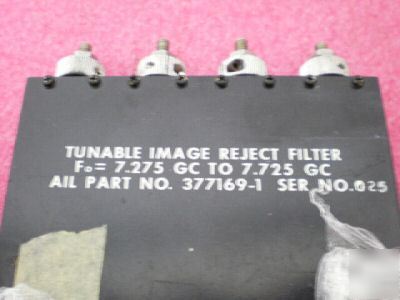 TUNABLE IMAGE REJECT FILTER
Fo= 7.275 GC TO 7.725 GC
AIL PART NO. 377169-1 SER NO.025